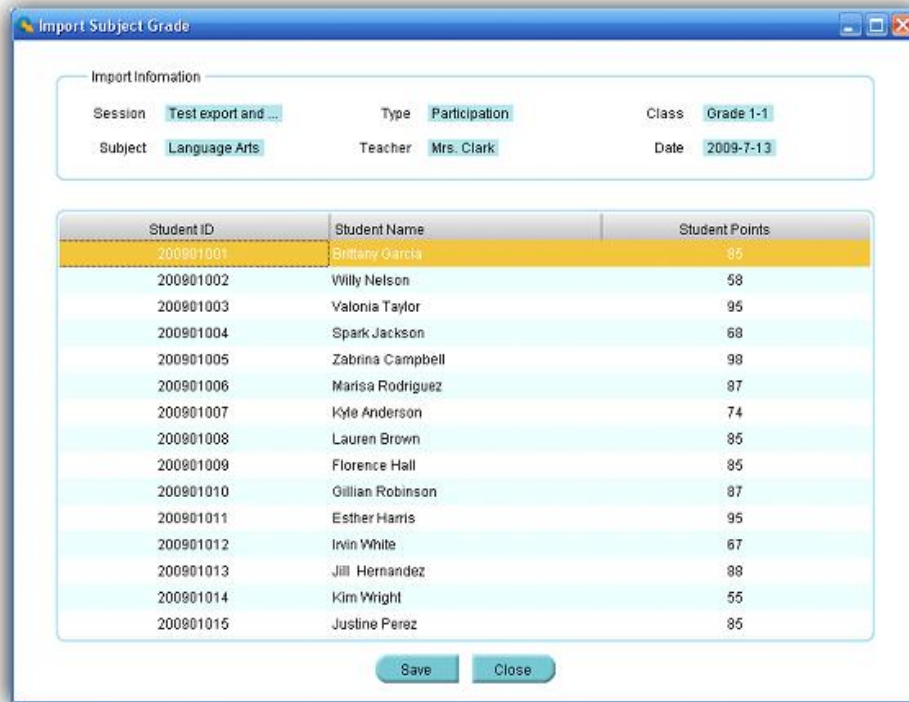 Import Subject Grade
Import Infomation
Session Test export and ... Type Participation Class Grade 1-1
Subject Language Arts Teacher Mrs. Clark Date 2009-7-13
Student ID Student Name Student Points
200901001 Brittany Garcia 85
200901002 Willy Nelson 58
200901003 Valonia Taylor 95
200901004 Spark Jackson 68
200901005 Zabrina Campbell 98
200901006 Marisa Rodriguez 87
200901007 Kyle Anderson 74
200901008 Lauren Brown 85
200901009 Florence Hall 85
200901010 Gillian Robinson 87
200901011 Esther Harris 95
200901012 Irvin White 67
200901013 Jill Hernandez 88
200901014 Kim Wright 55
200901015 Justine Perez 85
Save Close